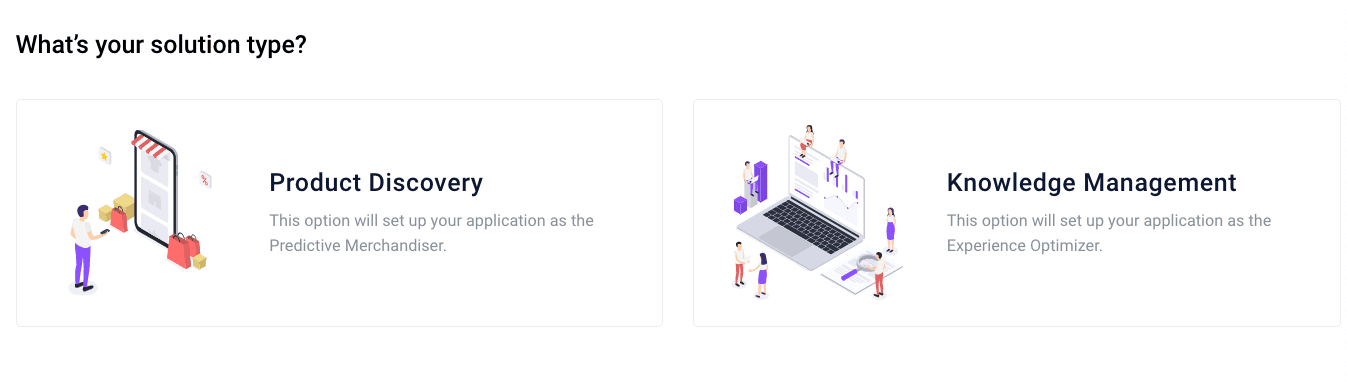 What's your solution type?
Product Discovery
This option will set up your application as the
Predictive Merchandiser.
Knowledge Management
This option will set up your application as the
Experience Optimizer.
%